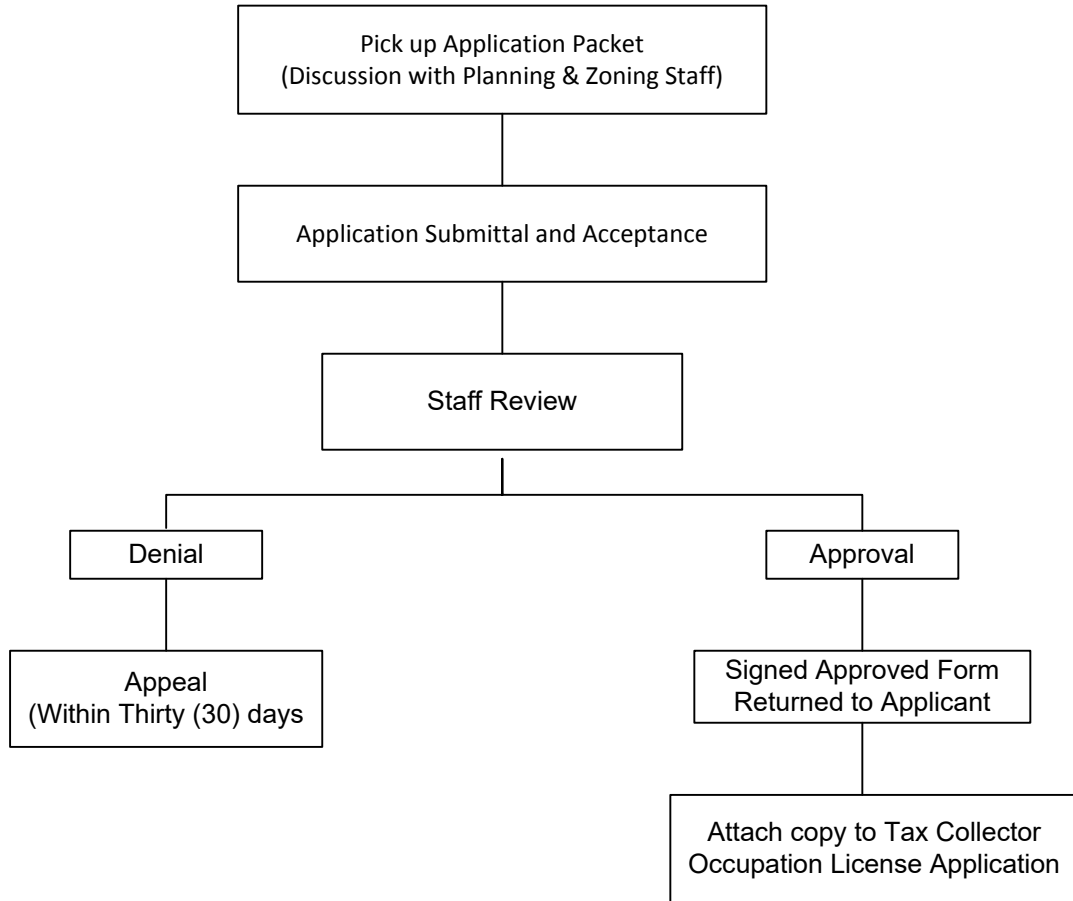 Pick up Application Packet
(Discussion with Planning & Zoning Staff)
Application Submittal and Acceptance
Staff Review
Denial
Approval
Appeal
(Within Thirty (30) days
Signed Approved Form
Returned to Applicant
Attach copy to Tax Collector
Occupation License Application